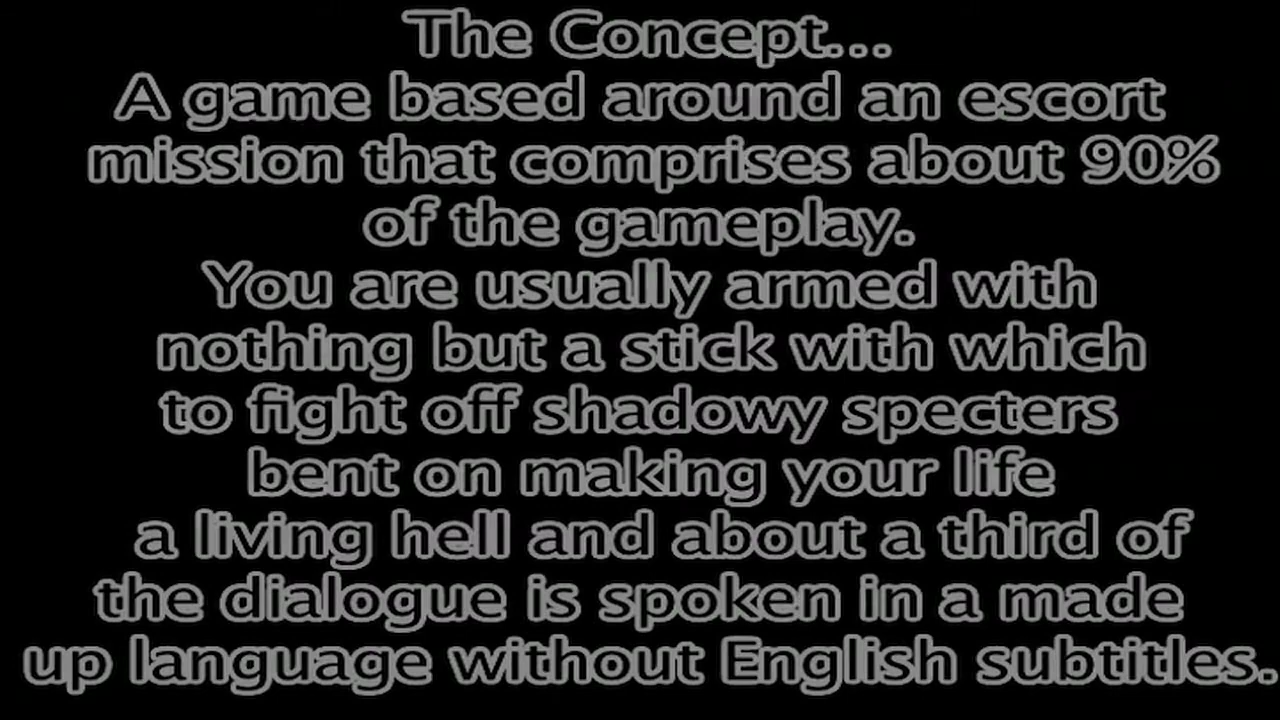 The Concept...
A game based around an escort
mission that comprises about 90%
of the gameplay.
You are usually armed with
nothing but a stick with which
to fight off shadowy specters
bent on making your life
a living hell and about a third of
the dialogue is spoken in a made
up language without English subtitles.